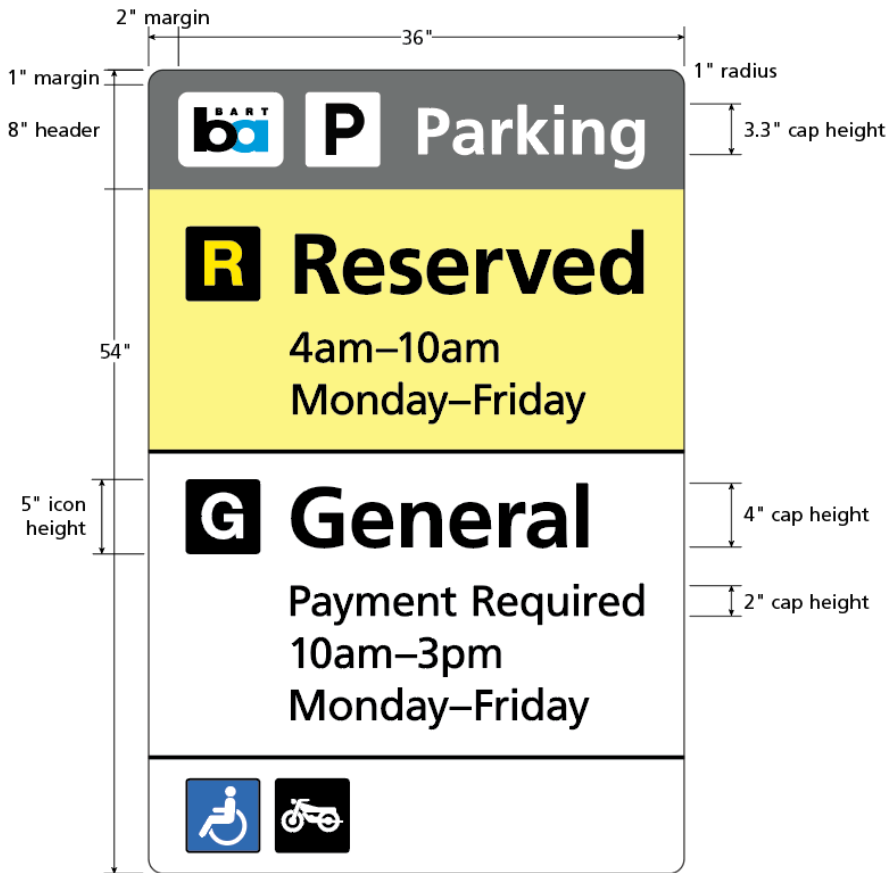 2" margin
36"
1" margin
1" radius
8" header
BART
ba
P
Parking
3.3" cap height
R
Reserved
4am–10am
54"
Monday–Friday
5" icon
height
G
General
4" cap height
Payment Required
2" cap height
10am–3pm
Monday–Friday